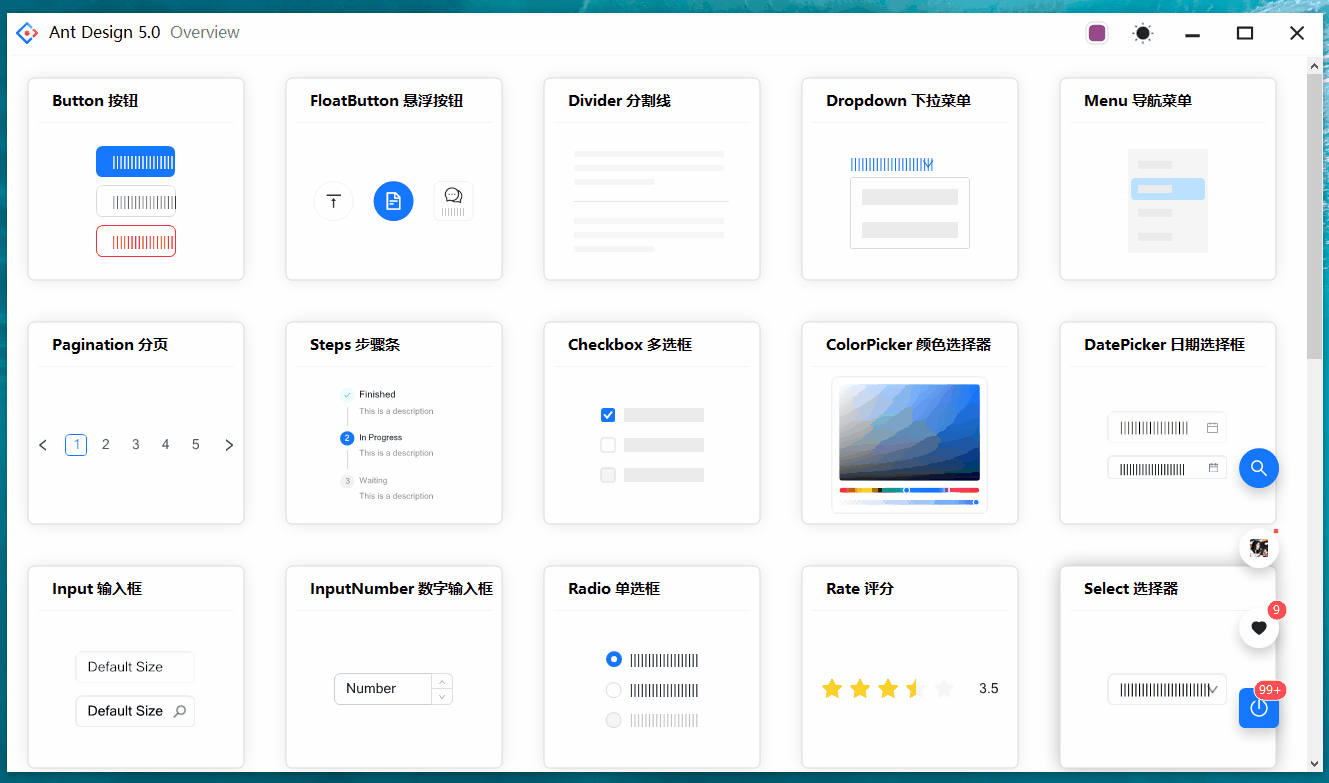 Ant Design 5.0 Overview
Button 按钮
FloatButton 悬浮按钮
Divider 分割线
Dropdown 下拉菜单
Menu 导航菜单
Pagination 分页
1 2 3 4 5
Steps 步骤条
Finished
This is a description
2 In Progress
This is a description
3 Waiting
This is a description
Checkbox 多选框
ColorPicker 颜色选择器
DatePicker 日期选择框
Input 输入框
Default Size
Default Size
InputNumber 数字输入框
Number
Radio 单选框
Rate 评分
3.5
Select 选择器
9
99+